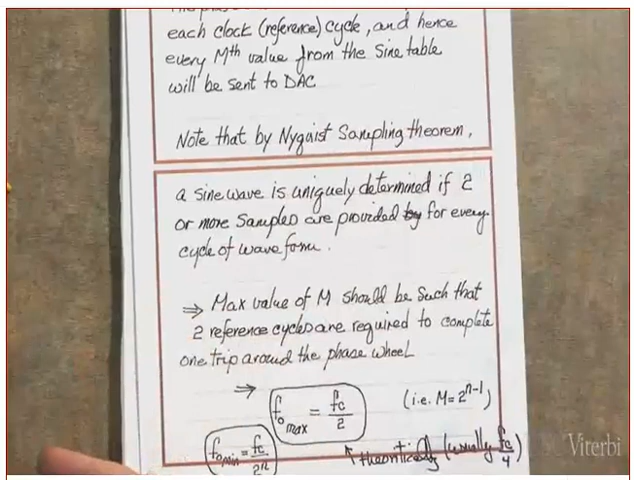 each clock (reference) cycle, and hence
every Mth value from the sine table
will be sent to DAC
Note that by Nyquist Sampling theorem,
a sine wave is uniquely determined if 2
or more samples are provided for every
cycle of wave form.
⇒ Max value of M should be such that
2 reference cycles are required to complete
one trip around the phase wheel
⇒ f₀ max = fc/2 (i.e. M=2^(n-1))
f₀ min = fc/2^n ↑ theoretically (usually fc/4)
Viterbi